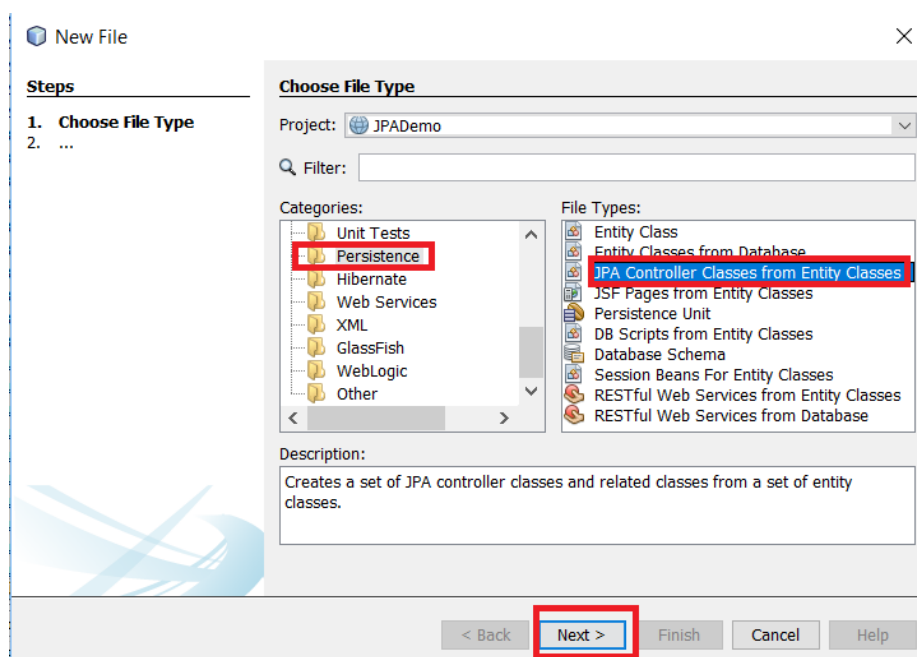 New File
Steps
1. Choose File Type
2. ...
Choose File Type
Project: JPADemo
Filter:
Categories:
Unit Tests
Persistence
Hibernate
Web Services
XML
GlassFish
WebLogic
Other
File Types:
Entity Class
Entity Classes from Database
JPA Controller Classes from Entity Classes
JSF Pages from Entity Classes
Persistence Unit
DB Scripts from Entity Classes
Database Schema
Session Beans For Entity Classes
RESTful Web Services from Entity Classes
RESTful Web Services from Database
Description:
Creates a set of JPA controller classes and related classes from a set of entity
classes.
< Back Next > Finish Cancel Help